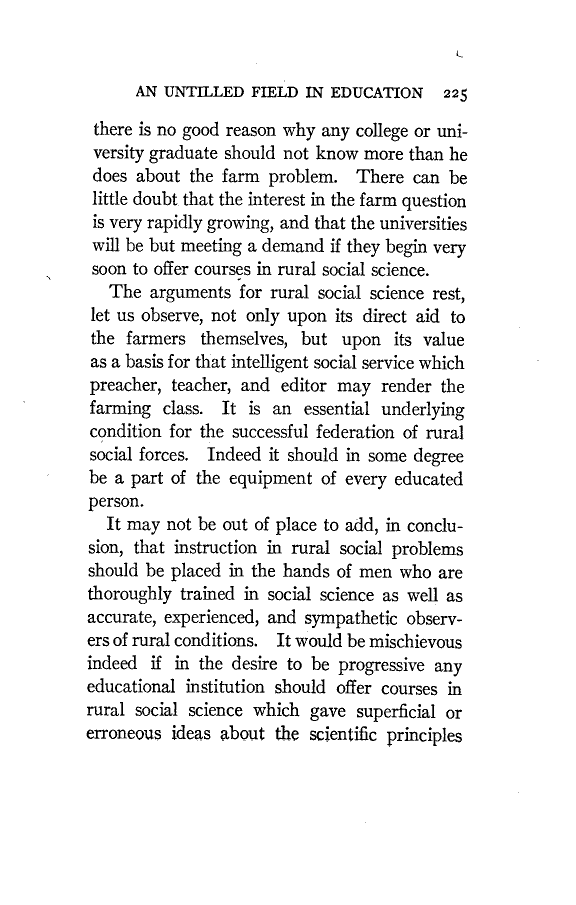 AN UNTILLED FIELD IN EDUCATION 225
there is no good reason why any college or uni-
versity graduate should not know more than he
does about the farm problem. There can be
little doubt that the interest in the farm question
is very rapidly growing, and that the universities
will be but meeting a demand if they begin very
soon to offer courses in rural social science.
The arguments for rural social science rest,
let us observe, not only upon its direct aid to
the farmers themselves, but upon its value
as a basis for that intelligent social service which
preacher, teacher, and editor may render the
farming class. It is an essential underlying
condition for the successful federation of rural
social forces. Indeed it should in some degree
be a part of the equipment of every educated
person.
It may not be out of place to add, in conclu-
sion, that instruction in rural social problems
should be placed in the hands of men who are
thoroughly trained in social science as well as
accurate, experienced, and sympathetic observ-
ers of rural conditions. It would be mischievous
indeed if in the desire to be progressive any
educational institution should offer courses in
rural social science which gave superficial or
erroneous ideas about the scientific principles